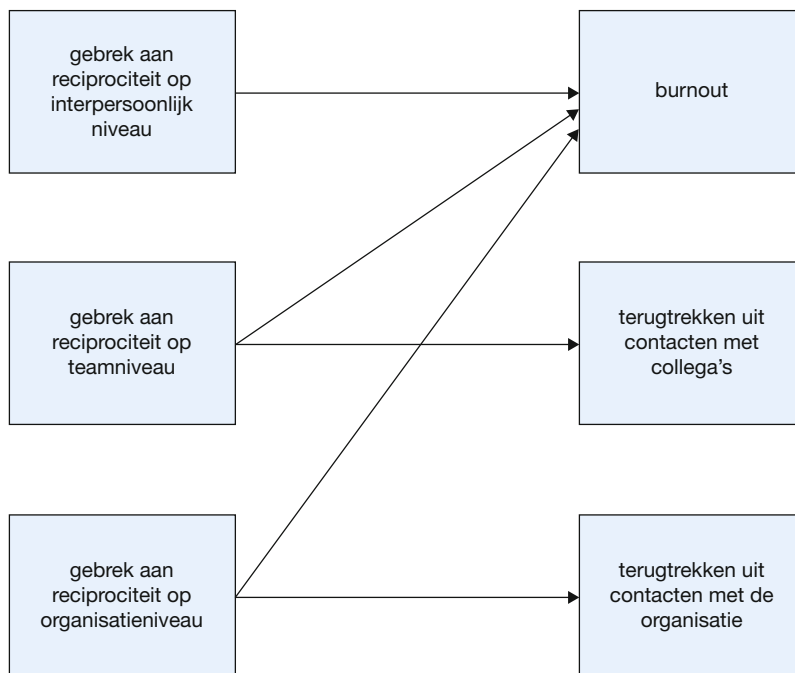 gebrek aan
reciprociteit op
interpersoonlijk
niveau
burnout
gebrek aan
reciprociteit op
teamniveau
terugtrekken uit
contacten met
collega's
gebrek aan
reciprociteit op
organisatieniveau
terugtrekken uit
contacten met de
organisatie